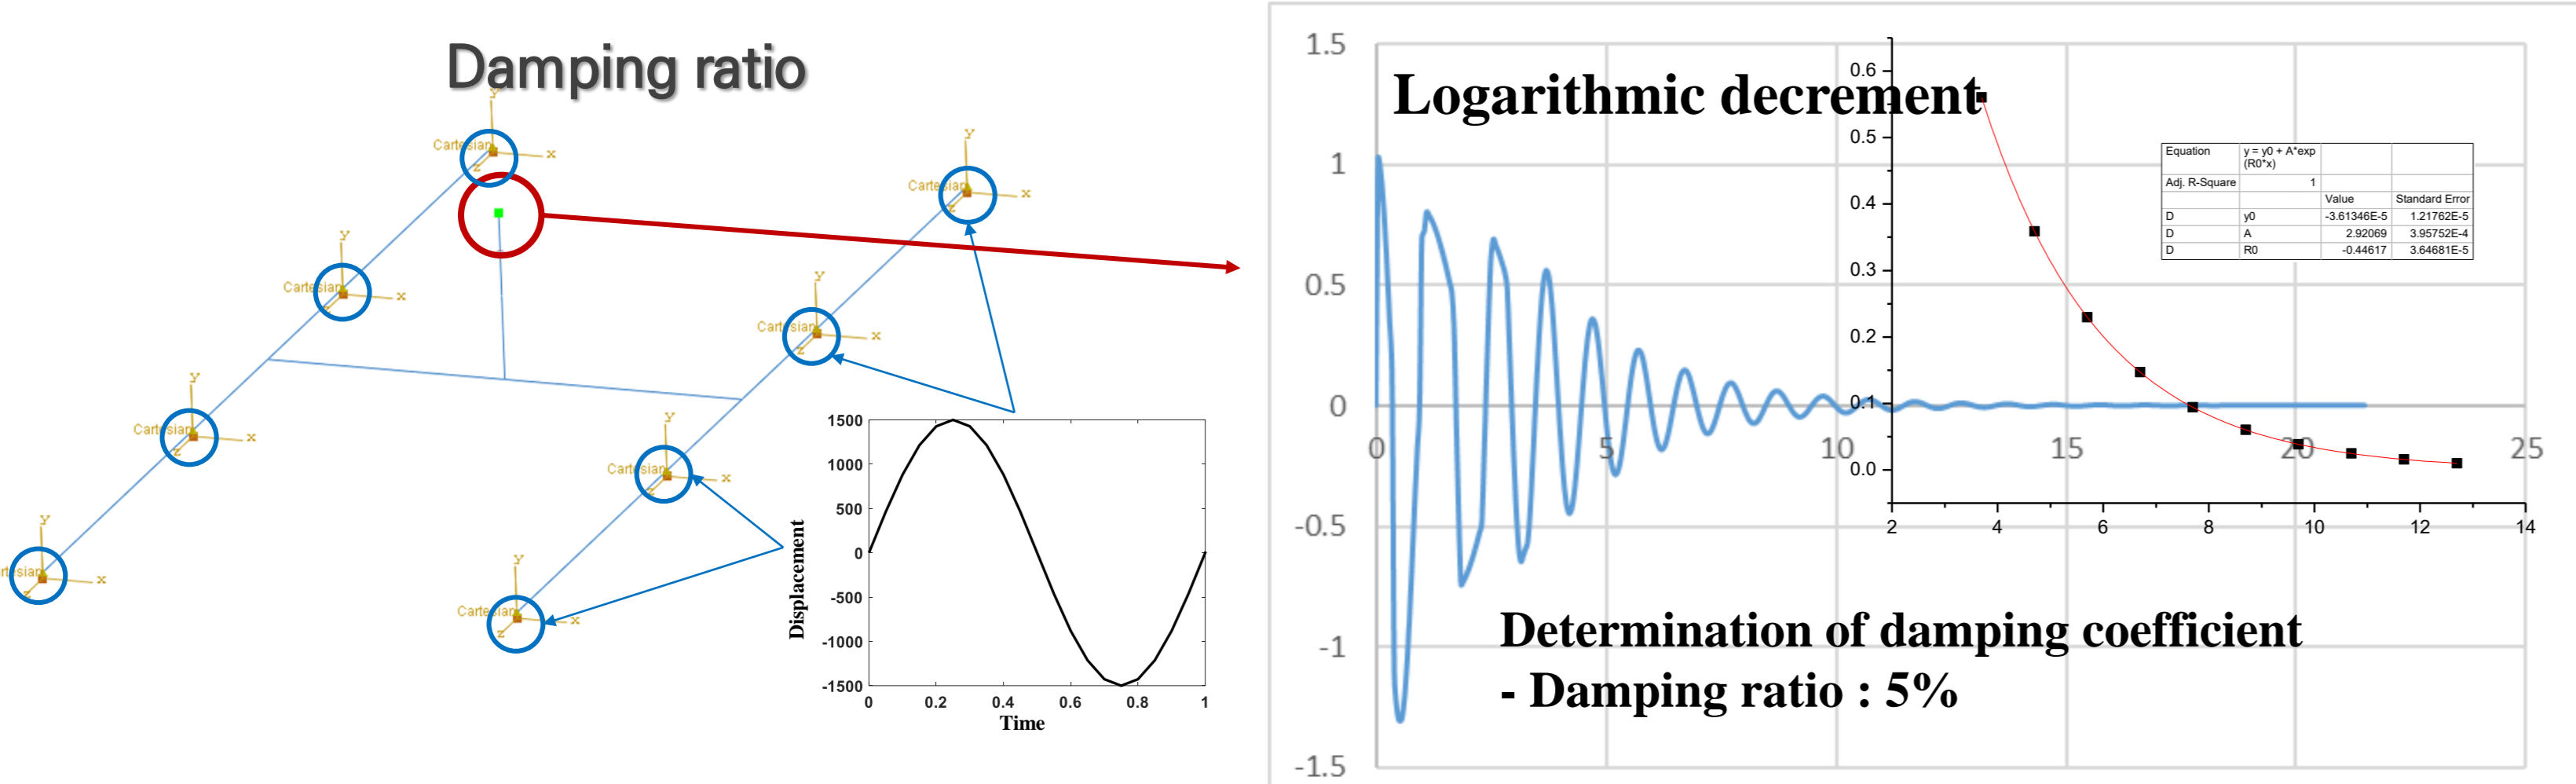 Damping ratio
y
Cartesian
x
z
y
Cartesian
x
z
y
Cartesian
x
y
Cartesian
x
z
y
Cartesian
x
z
y
Cartesian
x
z
y
rtesian
x
z
y
Cartesian
x
z
1500
1000
500
0
-500
-1000
-1500
0 0.2 0.4 0.6 0.8 1
Displacement
Time
1.5
1
0.5
0
-0.5
-1
-1.5
0 5 10 15 20 25
Logarithmic decrement
0.6
0.5
0.4
0.3
0.2
0.1
0.0
2 4 6 8 10 12 14
Equation y = y0 + A*exp
(R0*x)
Adj. R-Square 1
Value Standard Error
D y0 -3.61346E-5 1.21762E-5
D A 2.92069 3.95752E-4
D R0 -0.44617 3.64681E-5
Determination of damping coefficient
- Damping ratio : 5%